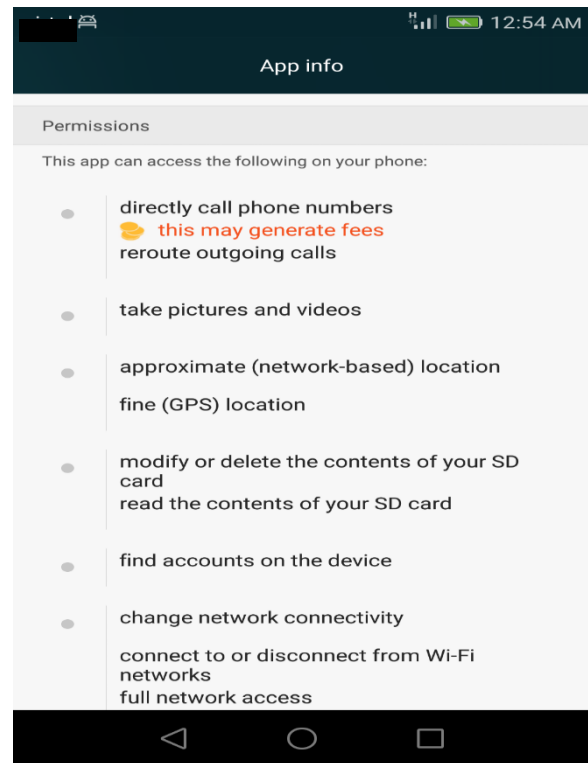 H
12:54 AM
App info
Permissions
This app can access the following on your phone:
directly call phone numbers
this may generate fees
reroute outgoing calls
take pictures and videos
approximate (network-based) location
fine (GPS) location
modify or delete the contents of your SD
card
read the contents of your SD card
find accounts on the device
change network connectivity
connect to or disconnect from Wi-Fi
networks
full network access